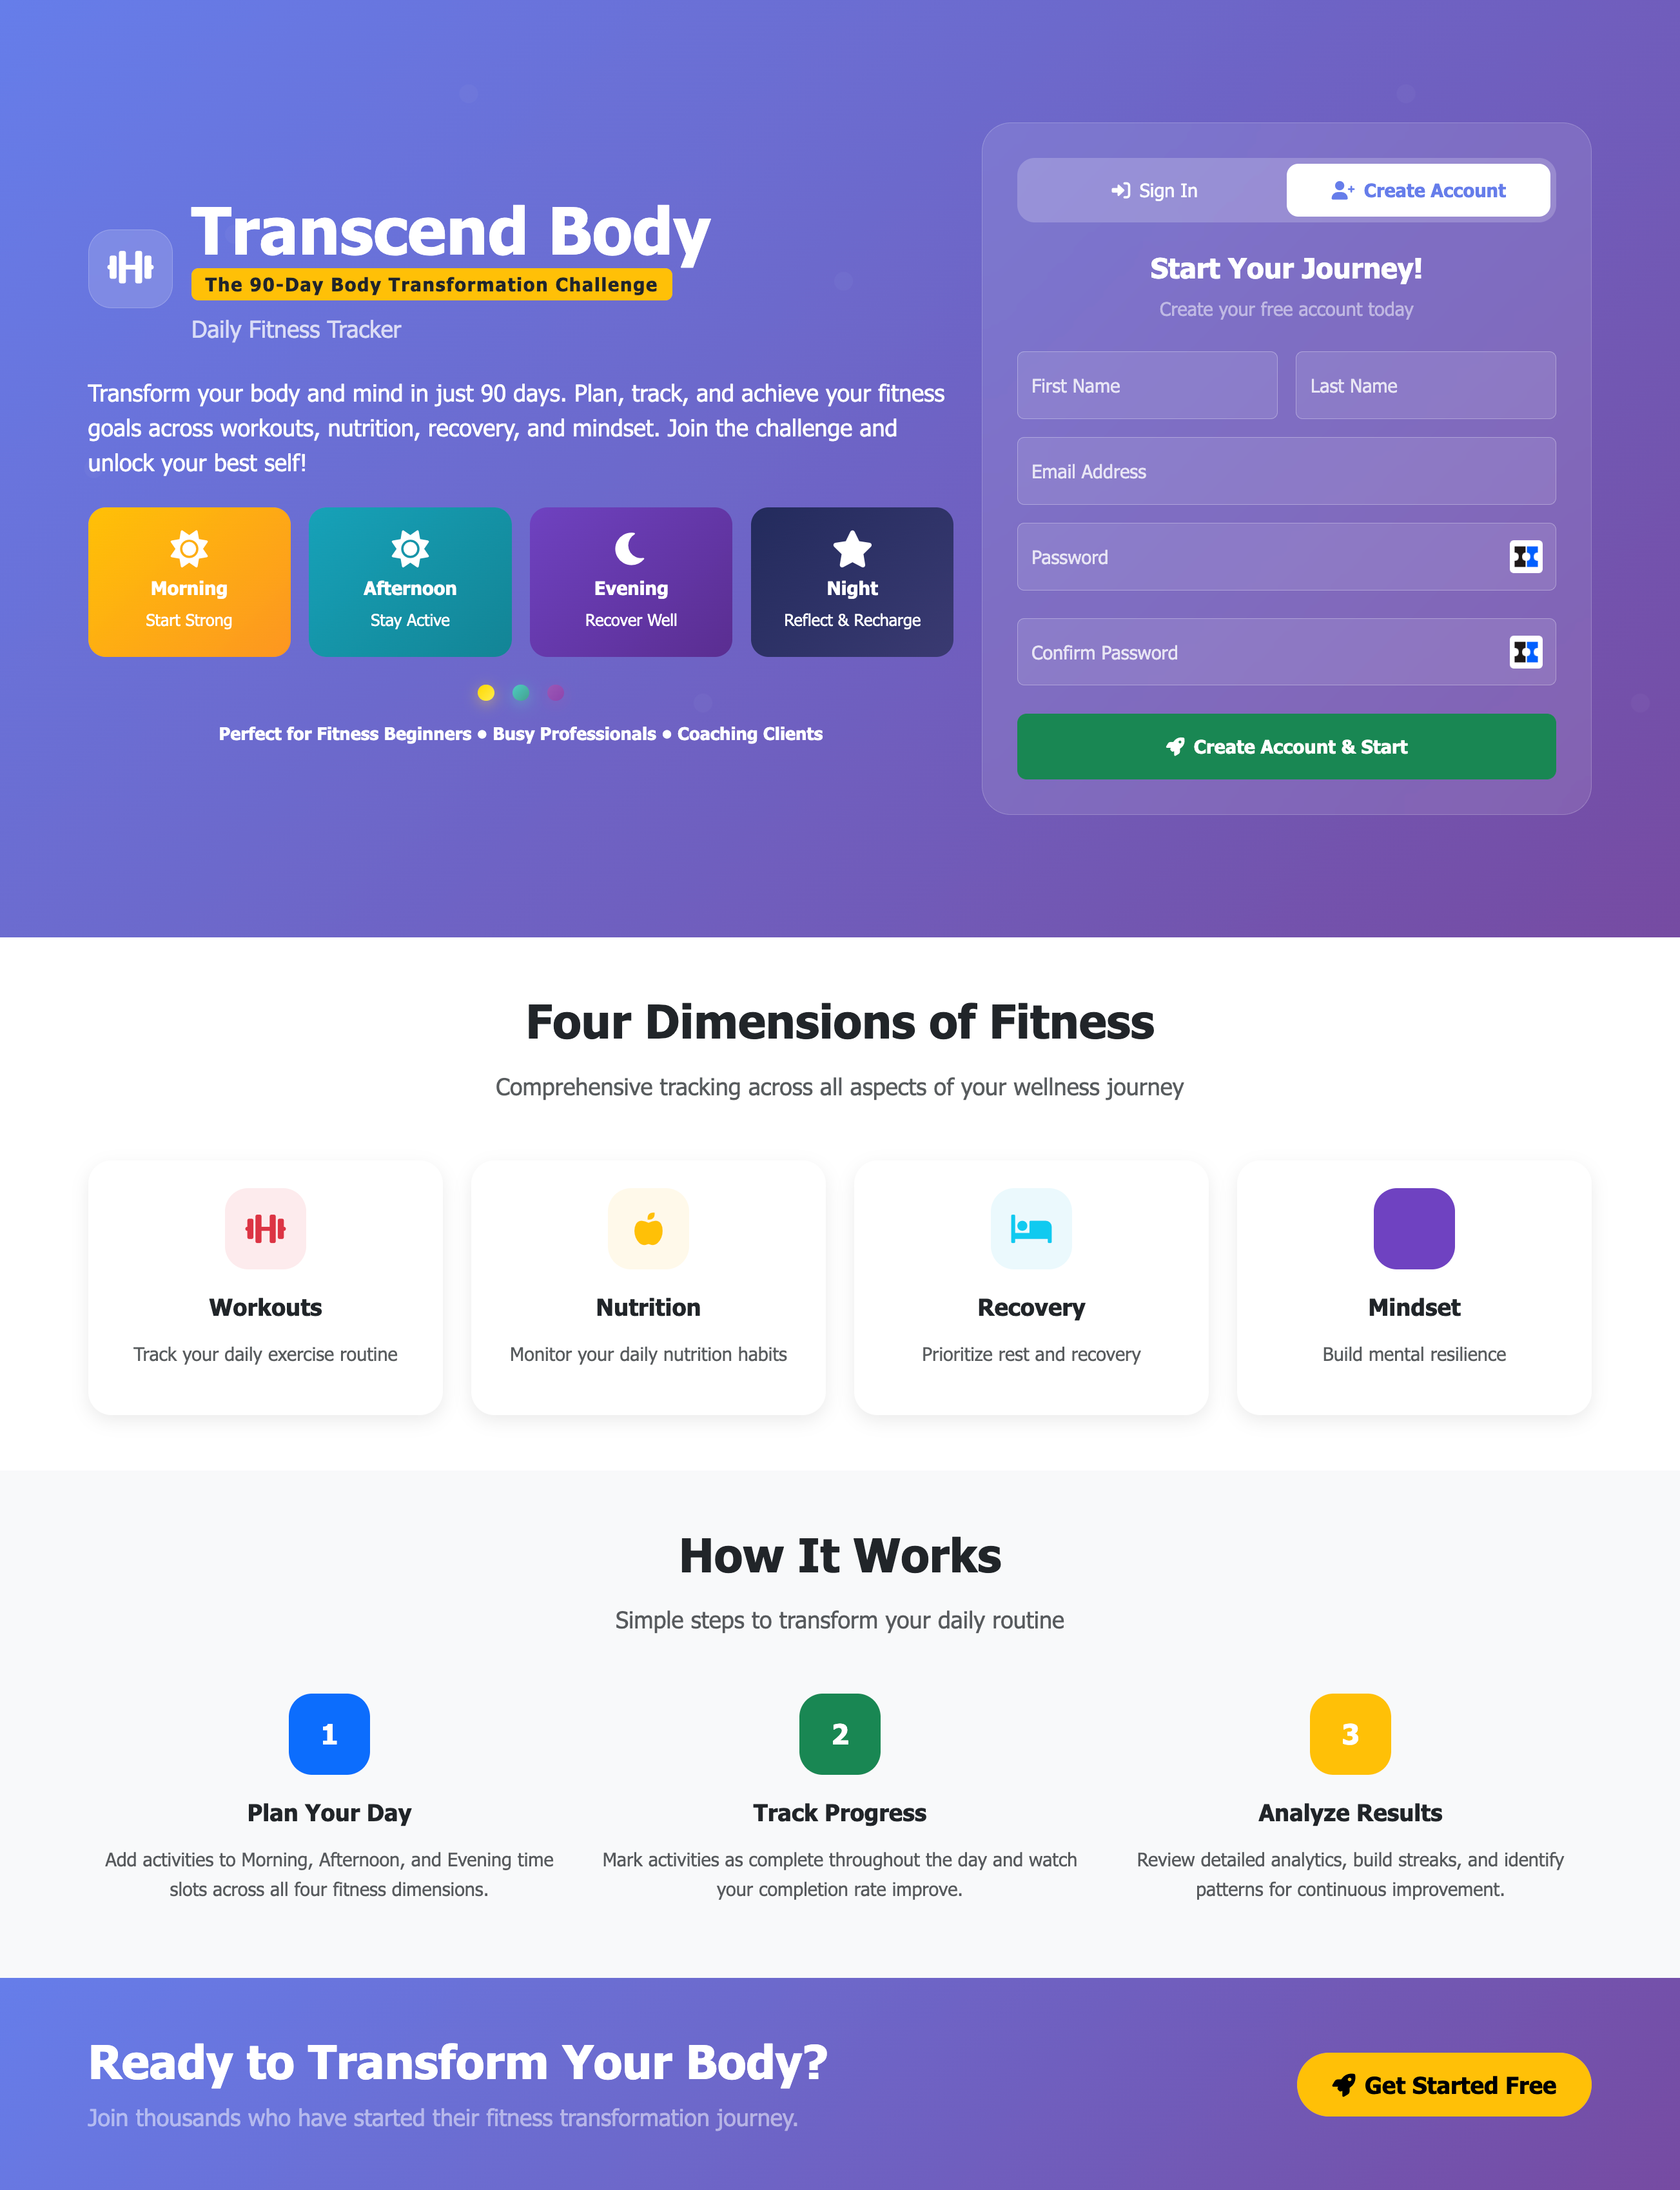 Transcend Body
The 90-Day Body Transformation Challenge
Daily Fitness Tracker
Transform your body and mind in just 90 days. Plan, track, and achieve your fitness
goals across workouts, nutrition, recovery, and mindset. Join the challenge and
unlock your best self!
Morning
Start Strong
Afternoon
Stay Active
Evening
Recover Well
Night
Reflect & Recharge
Perfect for Fitness Beginners ● Busy Professionals ● Coaching Clients
Sign In
Create Account
Start Your Journey!
Create your free account today
First Name
Last Name
Email Address
Password
Confirm Password
Create Account & Start
Four Dimensions of Fitness
Comprehensive tracking across all aspects of your wellness journey
Workouts
Track your daily exercise routine
Nutrition
Monitor your daily nutrition habits
Recovery
Prioritize rest and recovery
Mindset
Build mental resilience
How It Works
Simple steps to transform your daily routine
1
Plan Your Day
Add activities to Morning, Afternoon, and Evening time
slots across all four fitness dimensions.
2
Track Progress
Mark activities as complete throughout the day and watch
your completion rate improve.
3
Analyze Results
Review detailed analytics, build streaks, and identify
patterns for continuous improvement.
Ready to Transform Your Body?
Join thousands who have started their fitness transformation journey.
Get Started Free